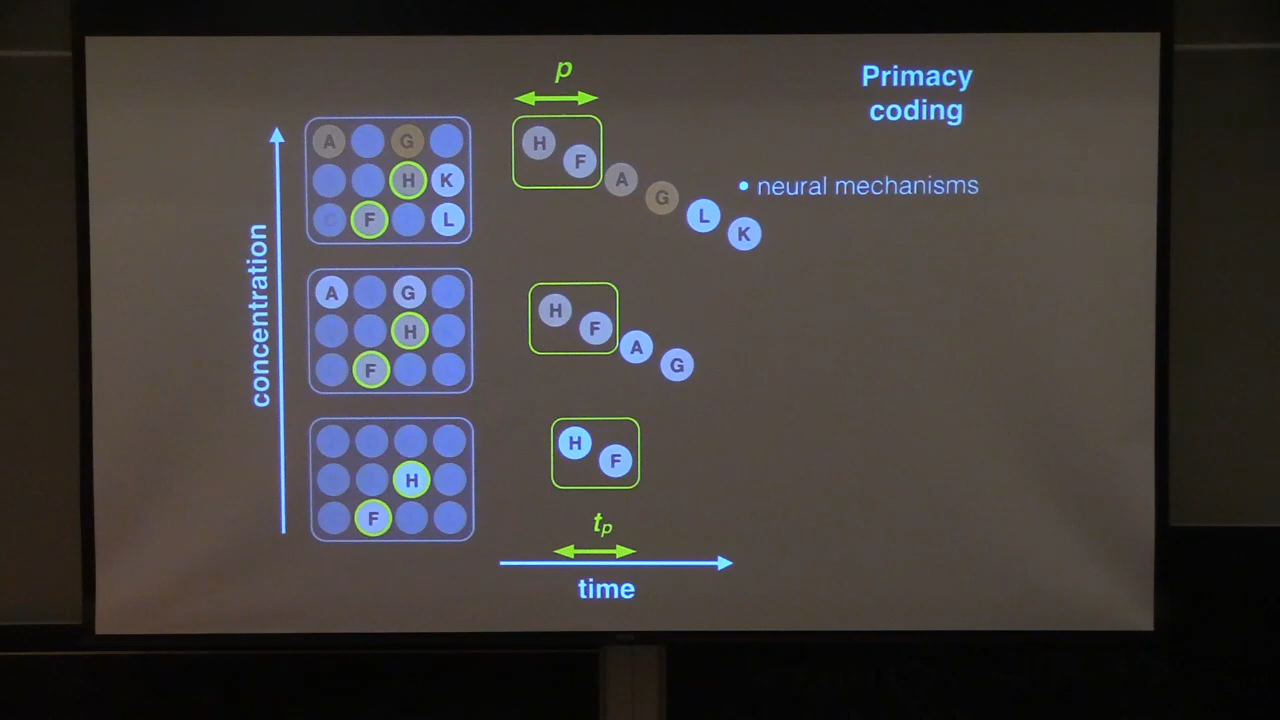 Primacy
coding
• neural mechanisms
p
concentration
A G
H K
F L
H F A G L K
A G
H
F
H F A G
H
F
H F
tp
time